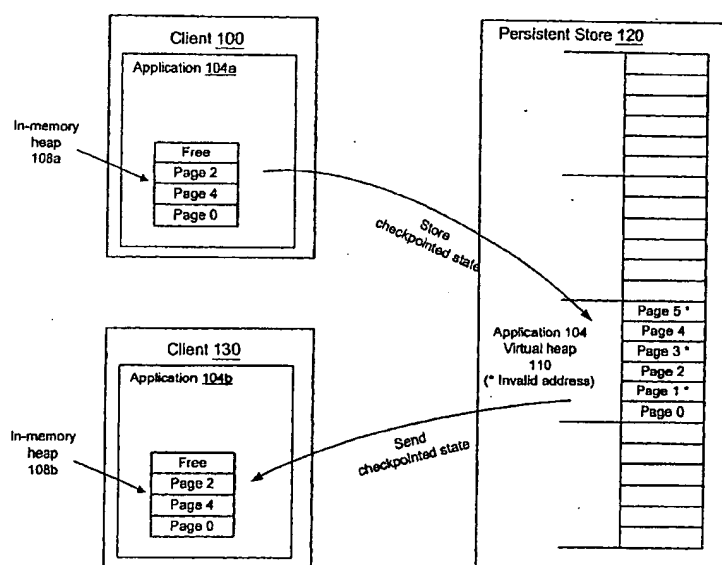 Client 100
Application 104a
In-memory
heap
108a
Free
Page 2
Page 4
Page 0
Store
checkpointed state
Persistent Store 120
Page 5 *
Page 4
Page 3 *
Page 2
Page 1 *
Page 0
Application 104
Virtual heap
110
(* Invalid address)
Client 130
Application 104b
In-memory
heap
108b
Free
Page 2
Page 4
Page 0
Send
checkpointed state